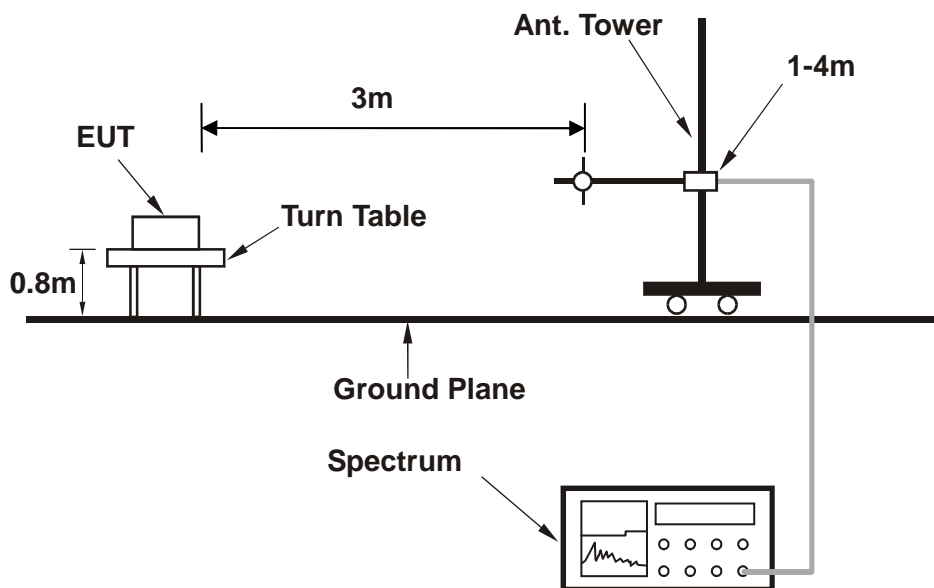 Ant. Tower
1-4m
3m
EUT
Turn Table
0.8m
Ground Plane
Spectrum